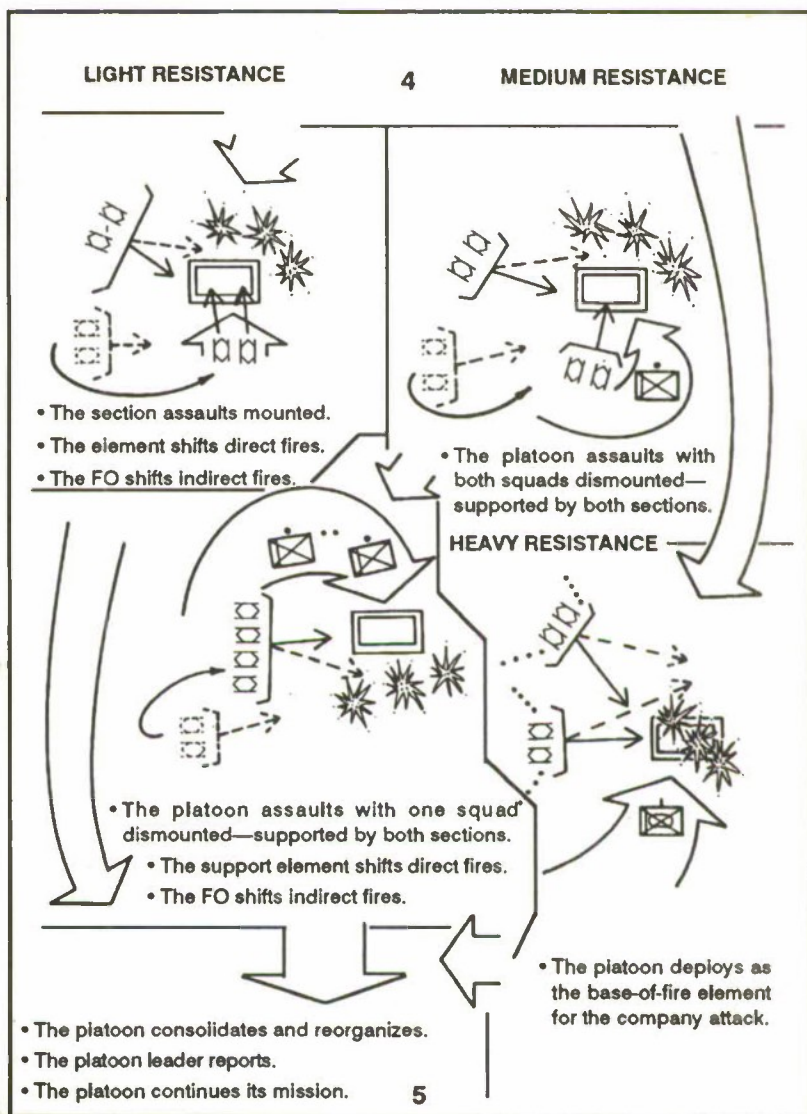 LIGHT RESISTANCE
4
MEDIUM RESISTANCE
• The section assaults mounted.
• The element shifts direct fires.
• The FO shifts indirect fires.
• The platoon assaults with
both squads dismounted—
supported by both sections.
HEAVY RESISTANCE
• The platoon assaults with one squad
dismounted—supported by both sections.
• The support element shifts direct fires.
• The FO shifts indirect fires.
• The platoon deploys as
the base-of-fire element
for the company attack.
• The platoon consolidates and reorganizes.
• The platoon leader reports.
• The platoon continues its mission.
5